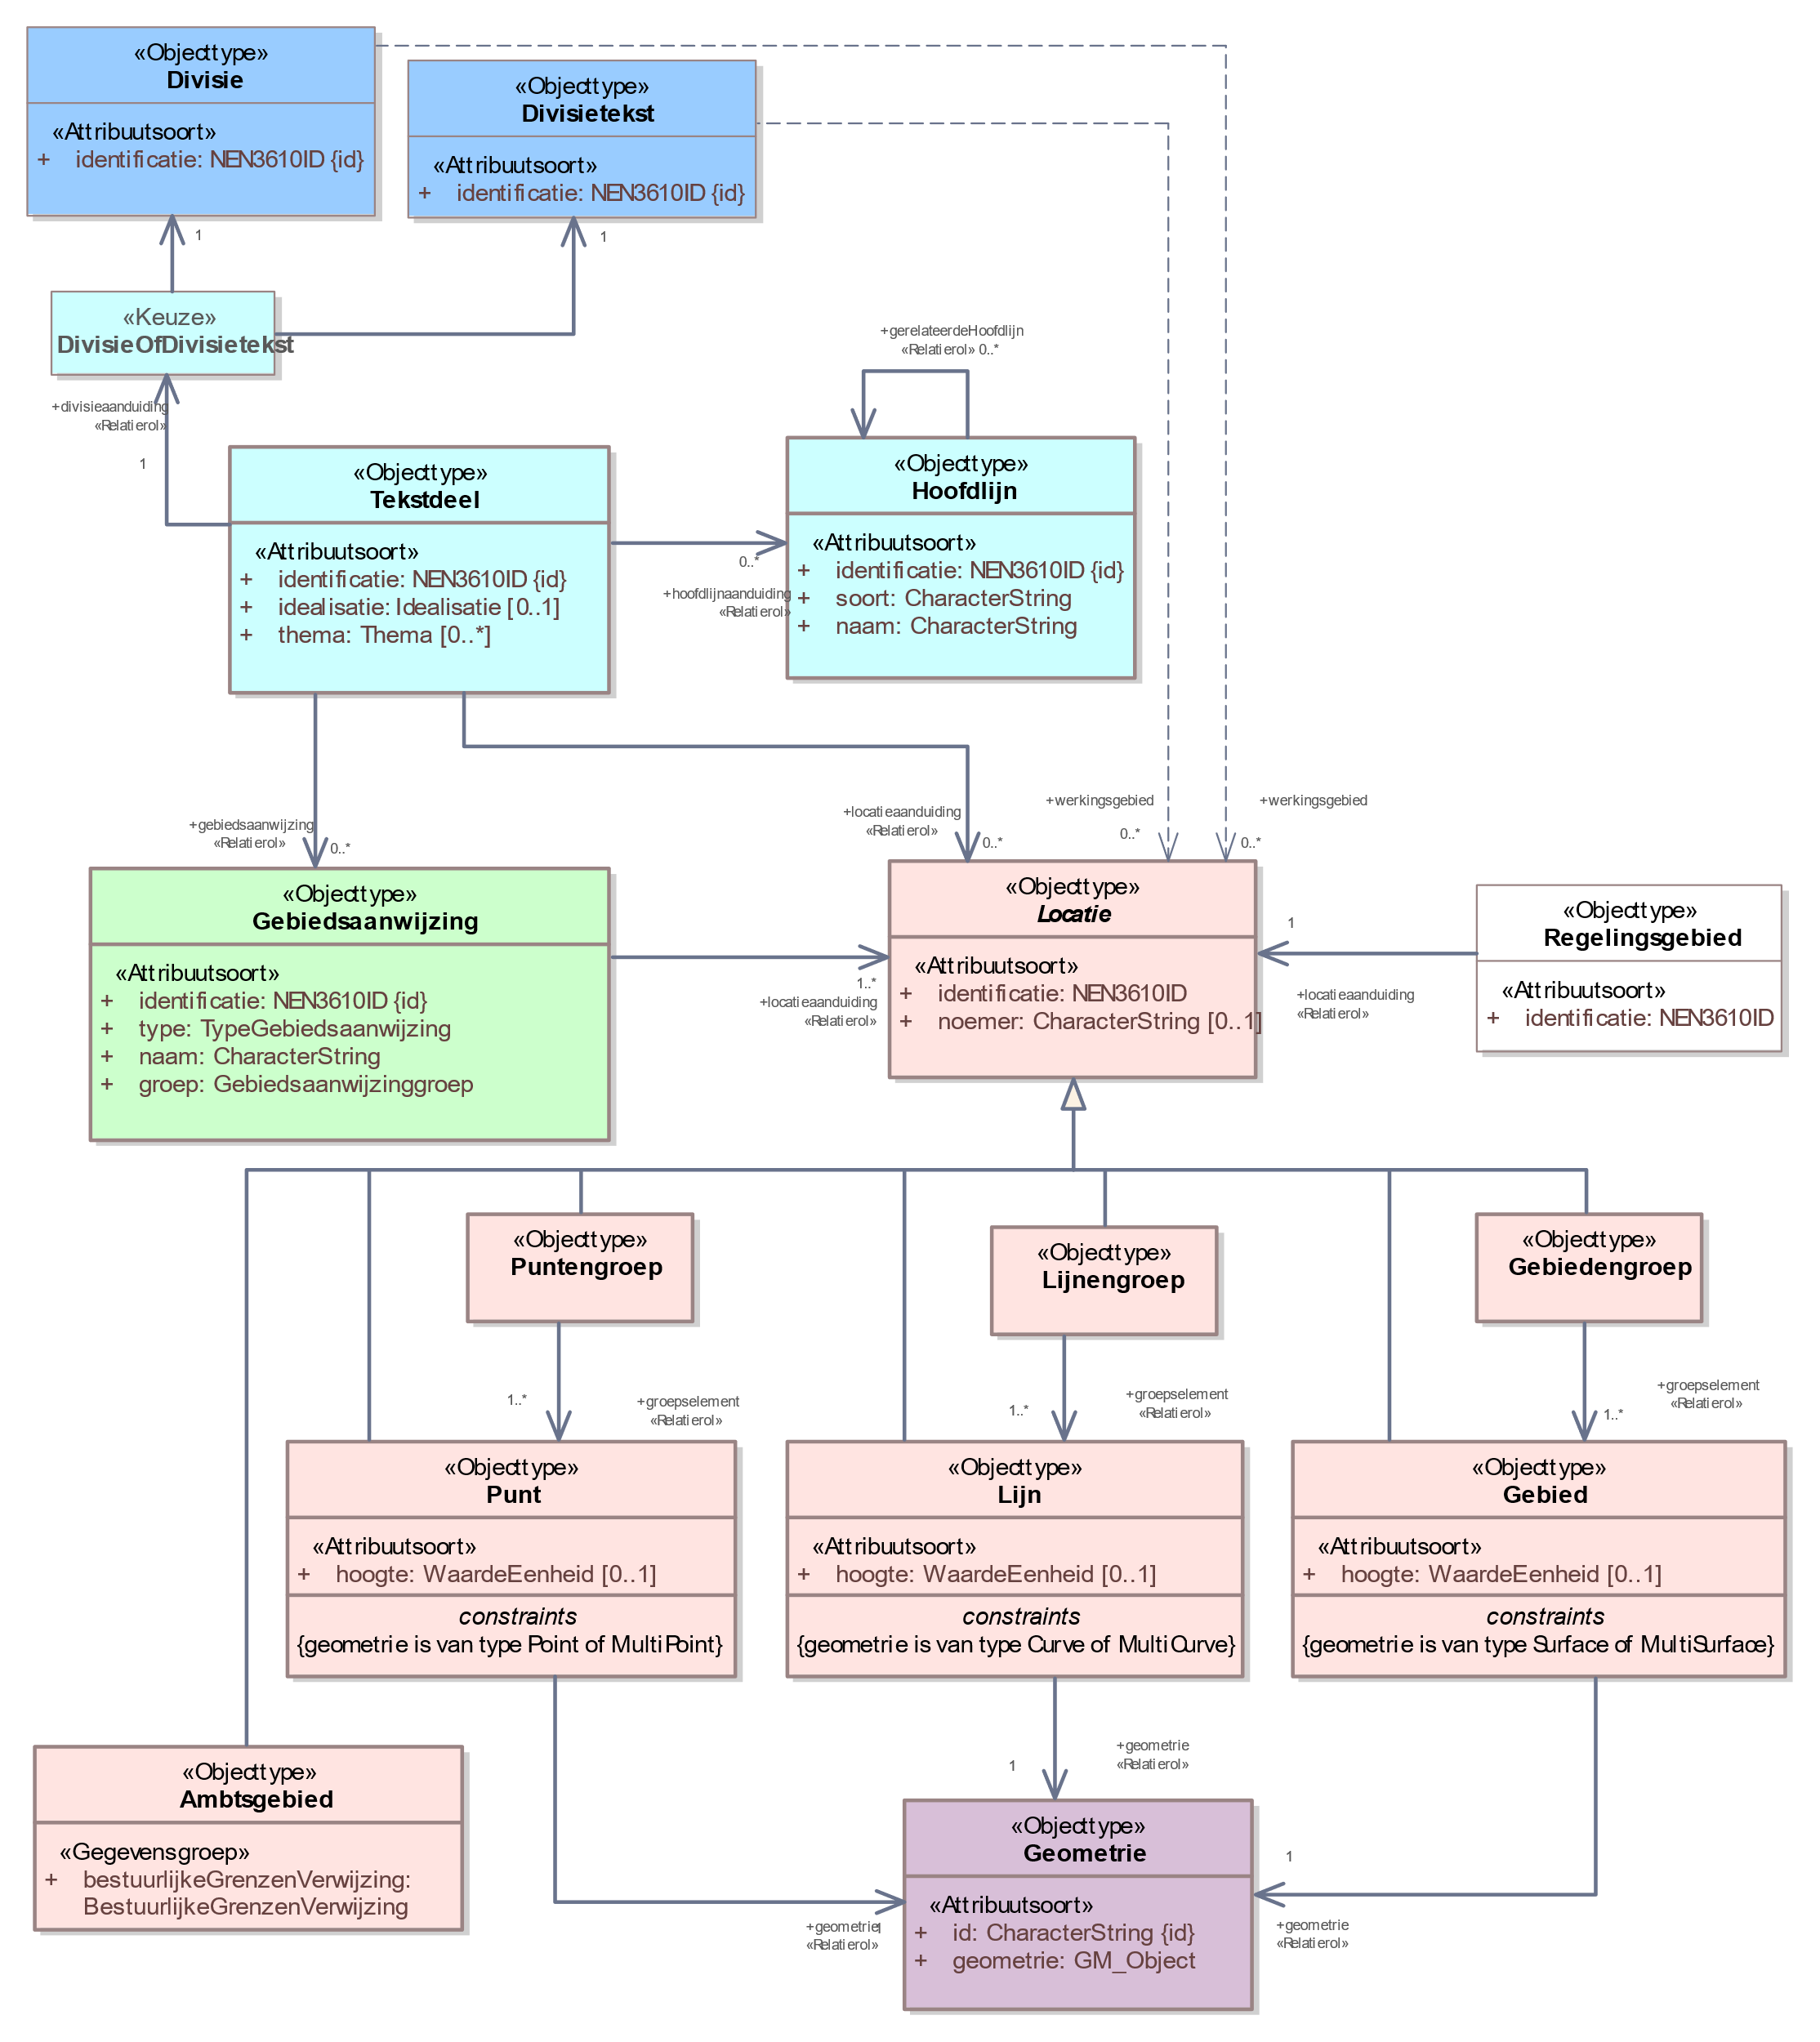 «Objecttype»
Divisie
«Attribuutsoort»
+ identificatie: NEN3610ID {id}
«Objecttype»
Divisietekst
«Attribuutsoort»
+ identificatie: NEN3610ID {id}
1
1
«Keuze»
DivisieOfDivisietekst
+divisieaanduiding
«Relatierol»
1
+gerelateerdeHoofdlijn
«Relatierol» 0..*
«Objecttype»
Tekstdeel
«Attribuutsoort»
+ identificatie: NEN3610ID {id}
+ idealisatie: Idealisatie [0..1]
+ thema: Thema [0..*]
0..*
+hoofdlijnaanduiding
«Relatierol»
«Objecttype»
Hoofdlijn
«Attribuutsoort»
+ identificatie: NEN3610ID {id}
+ soort: CharacterString
+ naam: CharacterString
+gebiedsaanwijzing
«Relatierol»
0..*
+locatieaanduiding
«Relatierol»
0..*
+werkingsgebied
0..*
+werkingsgebied
0..*
«Objecttype»
Gebiedsaanwijzing
«Attribuutsoort»
+ identificatie: NEN3610ID {id}
+ type: TypeGebiedsaanwijzing
+ naam: CharacterString
+ groep: Gebiedsaanwijzinggroep
1..*
+locatieaanduiding
«Relatierol»
«Objecttype»
Locatie
«Attribuutsoort»
+ identificatie: NEN3610ID
+ noemer: CharacterString [0..1]
1
+locatieaanduiding
«Relatierol»
«Objecttype»
Regelingsgebied
«Attribuutsoort»
+ identificatie: NEN3610ID
«Objecttype»
Puntengroep
«Objecttype»
Lijnengroep
«Objecttype»
Gebiedengroep
1..*
+groepselement
«Relatierol»
1..*
+groepselement
«Relatierol»
1..*
+groepselement
«Relatierol»
«Objecttype»
Punt
«Attribuutsoort»
+ hoogte: WaardeEenheid [0..1]
constraints
{geometrie is van type Point of MultiPoint}
«Objecttype»
Lijn
«Attribuutsoort»
+ hoogte: WaardeEenheid [0..1]
constraints
{geometrie is van type Curve of MultiCurve}
«Objecttype»
Gebied
«Attribuutsoort»
+ hoogte: WaardeEenheid [0..1]
constraints
{geometrie is van type Surface of MultiSurface}
«Objecttype»
Ambtsgebied
«Gegevensgroep»
+ bestuurlijkeGrenzenVerwijzing:
BestuurlijkeGrenzenVerwijzing
1
+geometrie
«Relatierol»
«Objecttype»
Geometrie
«Attribuutsoort»
+ id: CharacterString {id}
+ geometrie: GM_Object
+geometrie
1
«Relatierol»
1
+geometrie
«Relatierol»